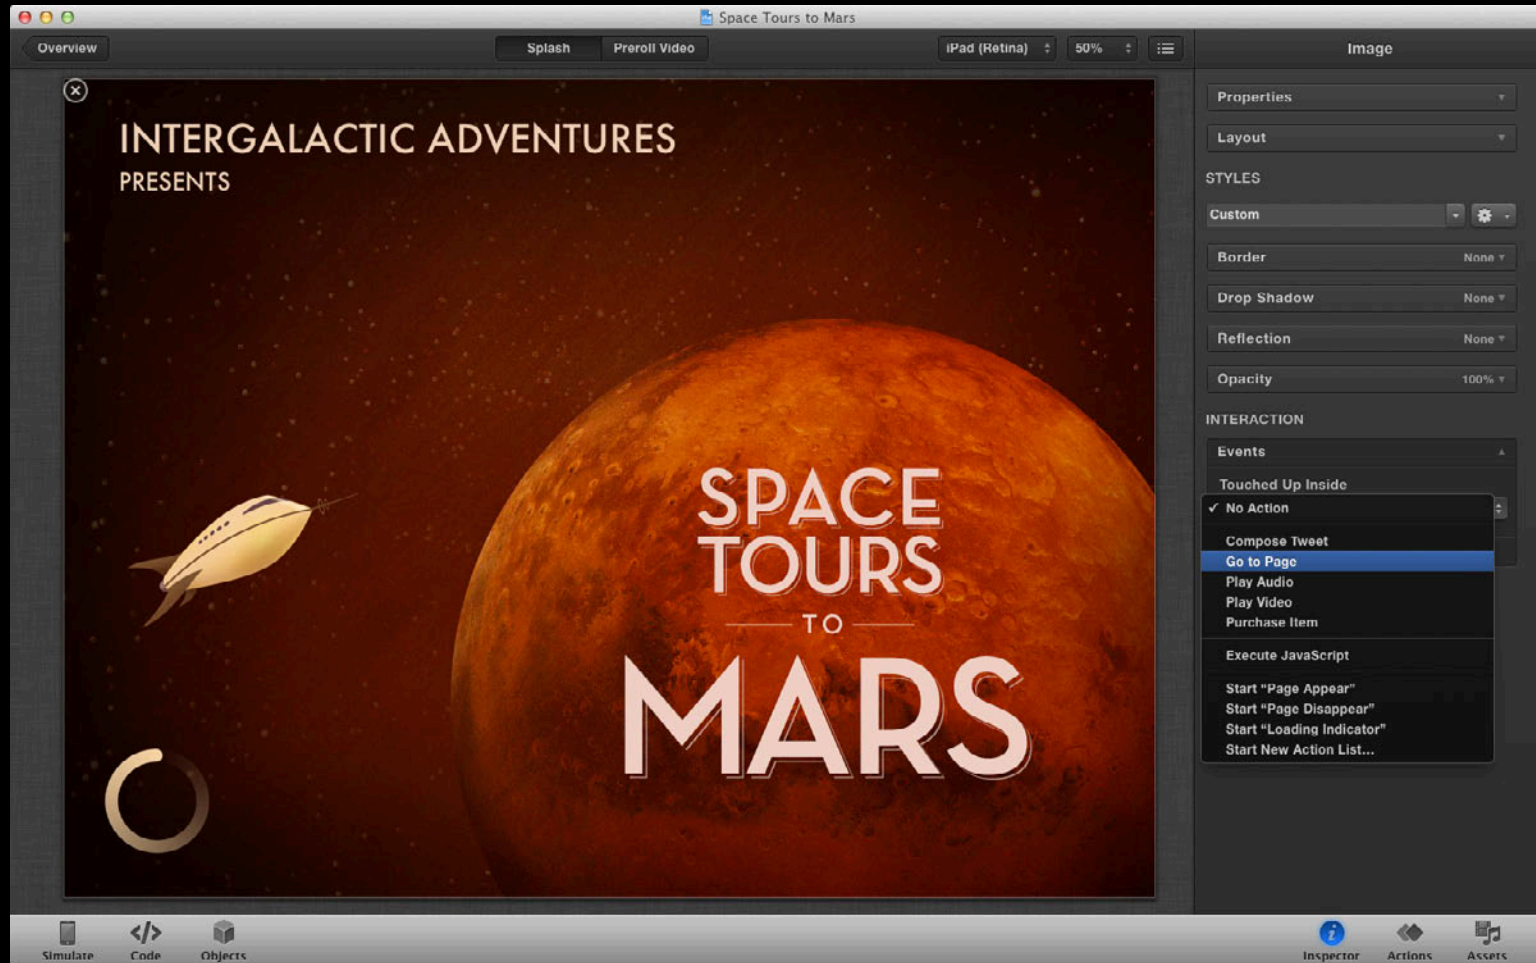 Space Tours to Mars
Overview
Splash
Preroll Video
iPad (Retina)
50%
Image
INTERGALACTIC ADVENTURES
PRESENTS
SPACE
TOURS
TO
MARS
Properties
Layout
STYLES
Custom
Border None
Drop Shadow None
Reflection None
Opacity 100%
INTERACTION
Events
Touched Up Inside
✓ No Action
Compose Tweet
Go to Page
Play Audio
Play Video
Purchase Item
Execute JavaScript
Start “Page Appear”
Start “Page Disappear”
Start “Loading Indicator”
Start New Action List...
Simulate
Code
Objects
Inspector
Actions
Assets